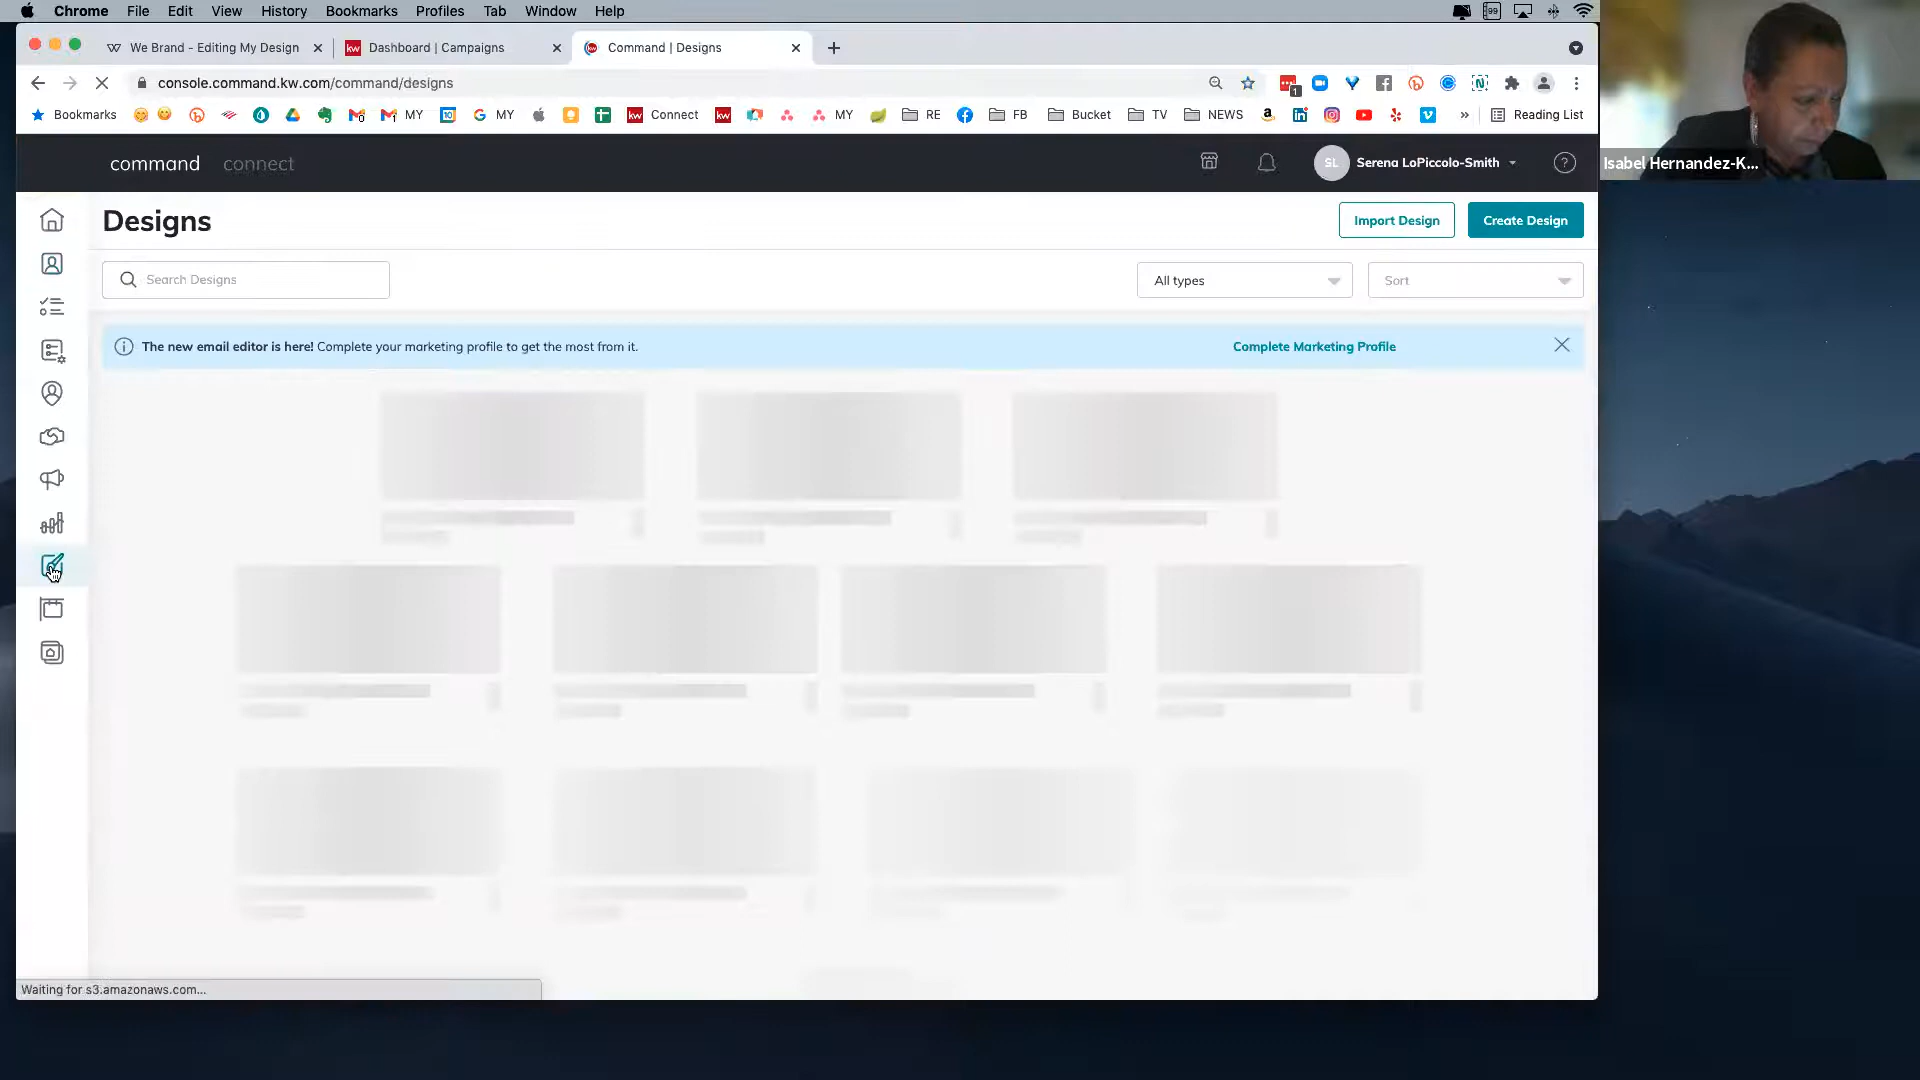 Chrome File Edit View History Bookmarks Profiles Tab Window Help
We Brand - Editing My Design
kw Dashboard | Campaigns
Command | Designs
console.command.kw.com/command/designs
1
Bookmarks
MY
MY
kw Connect
kw
MY
RE
FB
Bucket
TV
NEWS
Reading List
command connect
SL Serena LoPiccolo-Smith
Isabel Hernandez-K...
Designs
Import Design
Create Design
Search Designs
All types
Sort
The new email editor is here! Complete your marketing profile to get the most from it.
Complete Marketing Profile
Waiting for s3.amazonaws.com...